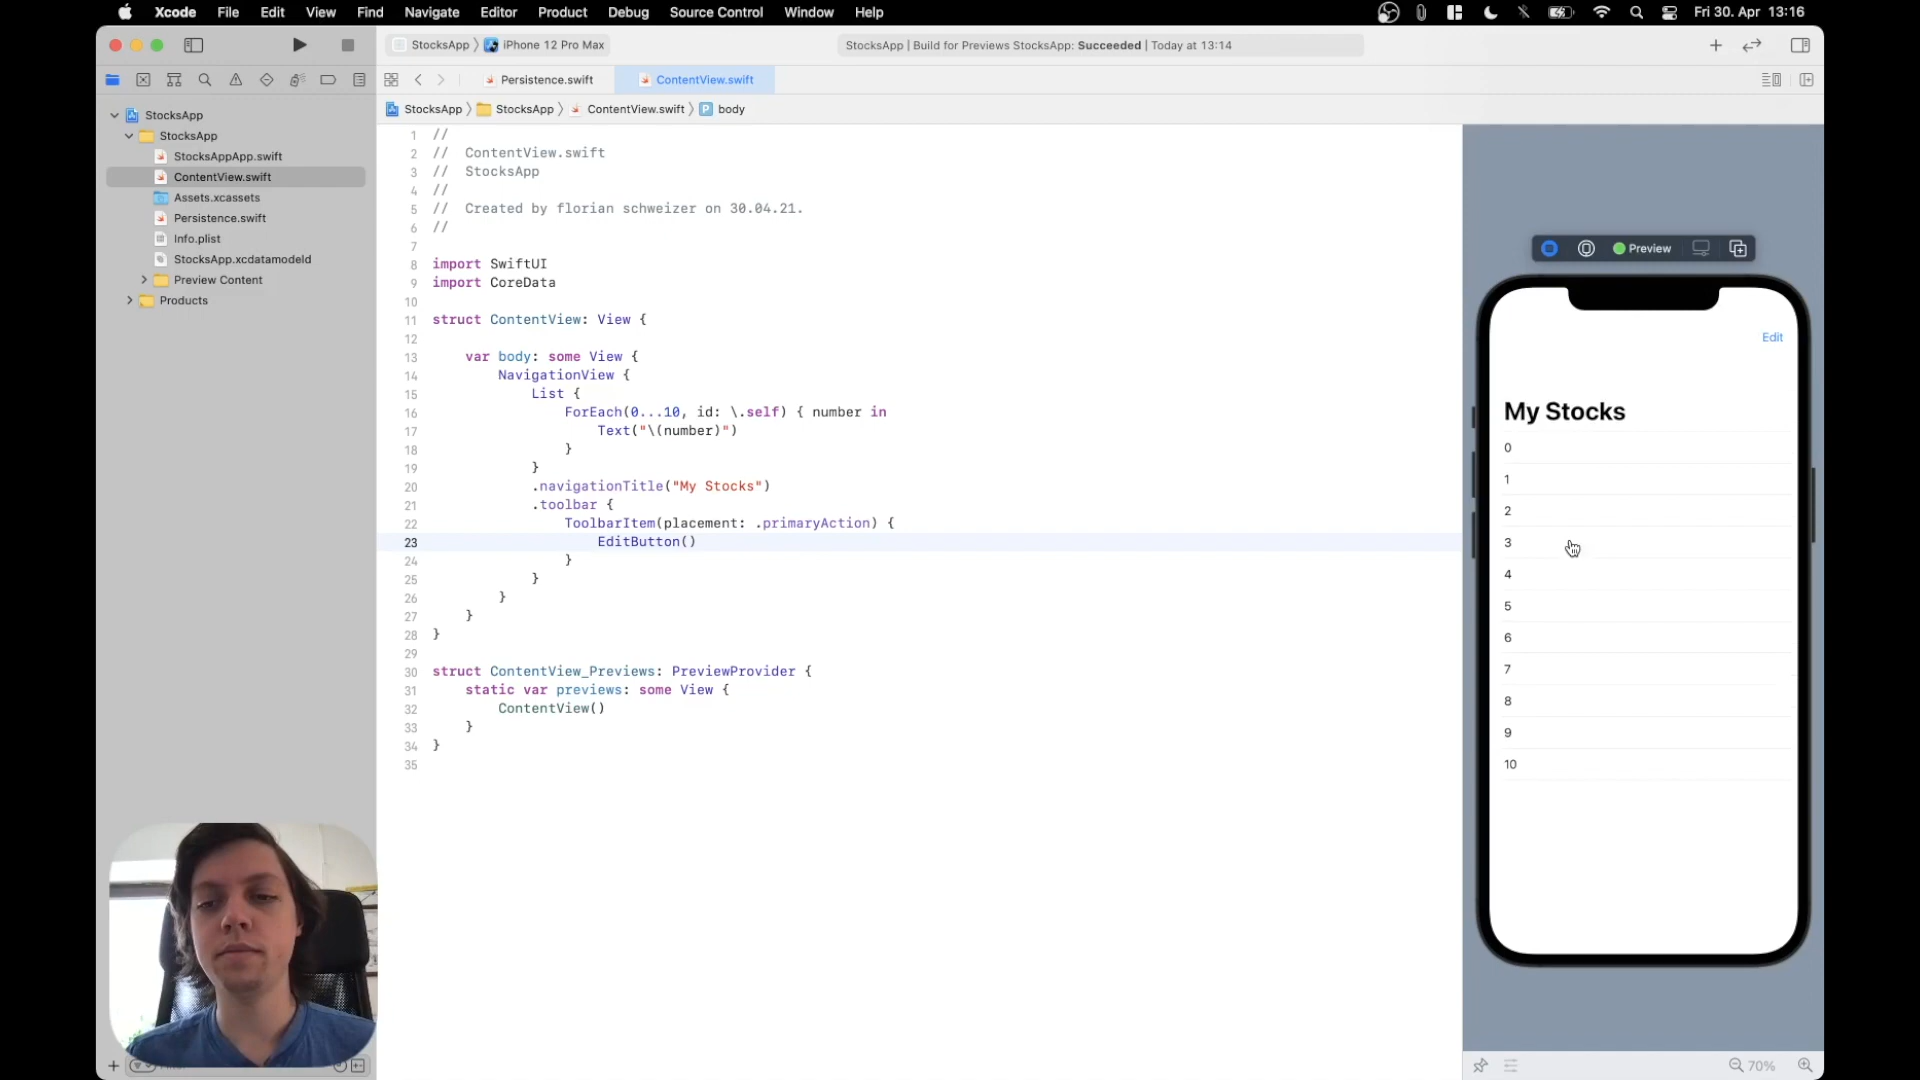 Xcode File Edit View Find Navigate Editor Product Debug Source Control Window Help Fri 30. Apr 13:16
StocksApp iPhone 12 Pro Max StocksApp | Build for Previews StocksApp: Succeeded | Today at 13:14
Persistence.swift ContentView.swift
StocksApp StocksApp ContentView.swift P body
StocksApp
StocksApp
StocksAppApp.swift
ContentView.swift
Assets.xcassets
Persistence.swift
Info.plist
StocksApp.xcdatamodeld
Preview Content
Products
1 //
2 // ContentView.swift
3 // StocksApp
4 //
5 // Created by florian schweizer on 30.04.21.
6 //
7
8 import SwiftUI
9 import CoreData
10
11 struct ContentView: View {
12
13 var body: some View {
14 NavigationView {
15 List {
16 ForEach(0...10, id: \.self) { number in
17 Text("\(number)")
18 }
19 }
20 .navigationTitle("My Stocks")
21 .toolbar {
22 ToolbarItem(placement: .primaryAction) {
23 EditButton()
24 }
25 }
26 }
27 }
28 }
29
30 struct ContentView_Previews: PreviewProvider {
31 static var previews: some View {
32 ContentView()
33 }
34 }
35
Preview
Edit
My Stocks
0
1
2
3
4
5
6
7
8
9
10
70%